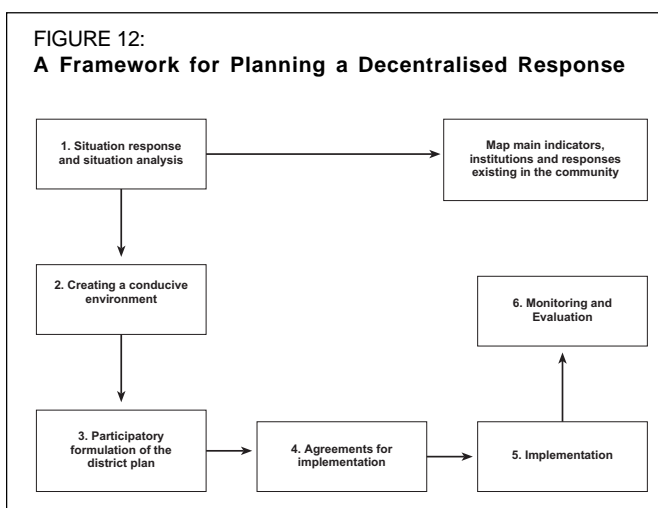 FIGURE 12:
A Framework for Planning a Decentralised Response
1. Situation response
and situation analysis
Map main indicators,
institutions and responses
existing in the community
2. Creating a conducive
environment
6. Monitoring and
Evaluation
3. Participatory
formulation of the
district plan
4. Agreements for
implementation
5. Implementation